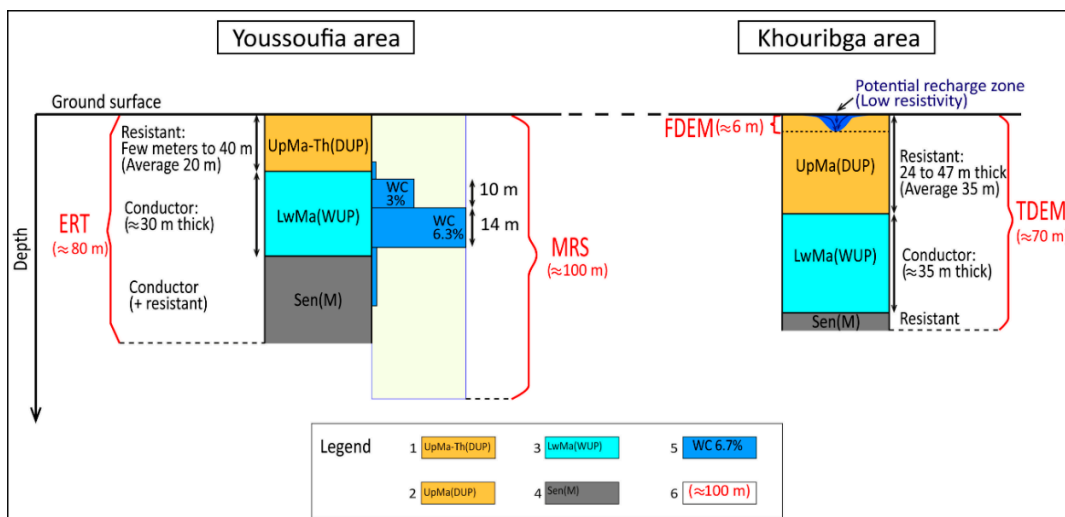 Youssoufia area
Khouribga area
Ground surface
Potential recharge zone
(Low resistivity)
FDEM(≈6 m)
Resistant:
Few meters to 40 m
(Average 20 m)
UpMa-Th(DUP)
UpMa(DUP)
Resistant:
24 to 47 m thick
(Average 35 m)
WC
3%
10 m
Depth
ERT
(≈80 m)
Conductor:
(≈30 m thick)
LwMa(WUP)
WC
6.3%
14 m
MRS
(≈100 m)
TDEM
(≈70 m)
LwMa(WUP)
Conductor:
(≈35 m thick)
Conductor
(+ resistant)
Sen(M)
Sen(M)
Resistant
Legend
1 UpMa-Th(DUP)
3 LwMa(WUP)
5 WC 6.7%
2 UpMa(DUP)
4 Sen(M)
6 (≈100 m)